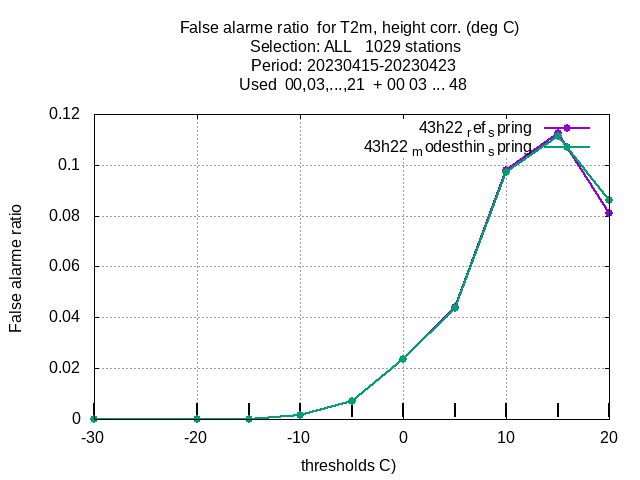 False alarme ratio  for T2m, height corr. (deg C)
Selection: ALL   1029 stations
Period: 20230415-20230423
Used  00,03,...,21  + 00 03 ... 48
0.12
0.1
0.08
0.06
0.04
0.02
0
False alarme ratio
43h22 ref spring
43h22 modesthin spring
-30
-20
-10
0
10
20
thresholds C)